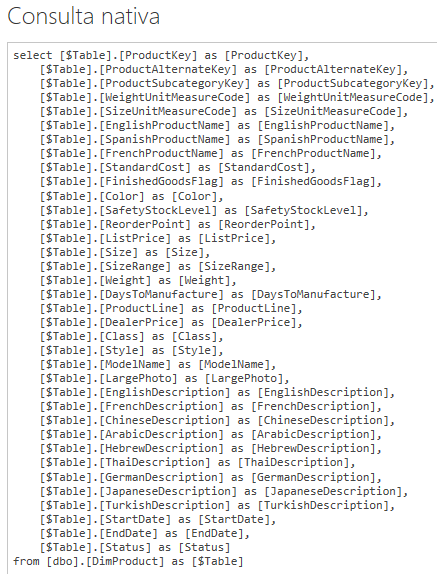 Consulta nativa
select [$Table].[ProductKey] as [ProductKey],
[$Table].[ProductAlternateKey] as [ProductAlternateKey],
[$Table].[ProductSubcategoryKey] as [ProductSubcategoryKey],
[$Table].[WeightUnitMeasureCode] as [WeightUnitMeasureCode],
[$Table].[SizeUnitMeasureCode] as [SizeUnitMeasureCode],
[$Table].[EnglishProductName] as [EnglishProductName],
[$Table].[SpanishProductName] as [SpanishProductName],
[$Table].[FrenchProductName] as [FrenchProductName],
[$Table].[StandardCost] as [StandardCost],
[$Table].[FinishedGoodsFlag] as [FinishedGoodsFlag],
[$Table].[Color] as [Color],
[$Table].[SafetyStockLevel] as [SafetyStockLevel],
[$Table].[ReorderPoint] as [ReorderPoint],
[$Table].[ListPrice] as [ListPrice],
[$Table].[Size] as [Size],
[$Table].[SizeRange] as [SizeRange],
[$Table].[Weight] as [Weight],
[$Table].[DaysToManufacture] as [DaysToManufacture],
[$Table].[ProductLine] as [ProductLine],
[$Table].[DealerPrice] as [DealerPrice],
[$Table].[Class] as [Class],
[$Table].[Style] as [Style],
[$Table].[ModelName] as [ModelName],
[$Table].[LargePhoto] as [LargePhoto],
[$Table].[EnglishDescription] as [EnglishDescription],
[$Table].[FrenchDescription] as [FrenchDescription],
[$Table].[ChineseDescription] as [ChineseDescription],
[$Table].[ArabicDescription] as [ArabicDescription],
[$Table].[HebrewDescription] as [HebrewDescription],
[$Table].[ThaiDescription] as [ThaiDescription],
[$Table].[GermanDescription] as [GermanDescription],
[$Table].[JapaneseDescription] as [JapaneseDescription],
[$Table].[TurkishDescription] as [TurkishDescription],
[$Table].[StartDate] as [StartDate],
[$Table].[EndDate] as [EndDate],
[$Table].[Status] as [Status]
from [dbo].[DimProduct] as [$Table]